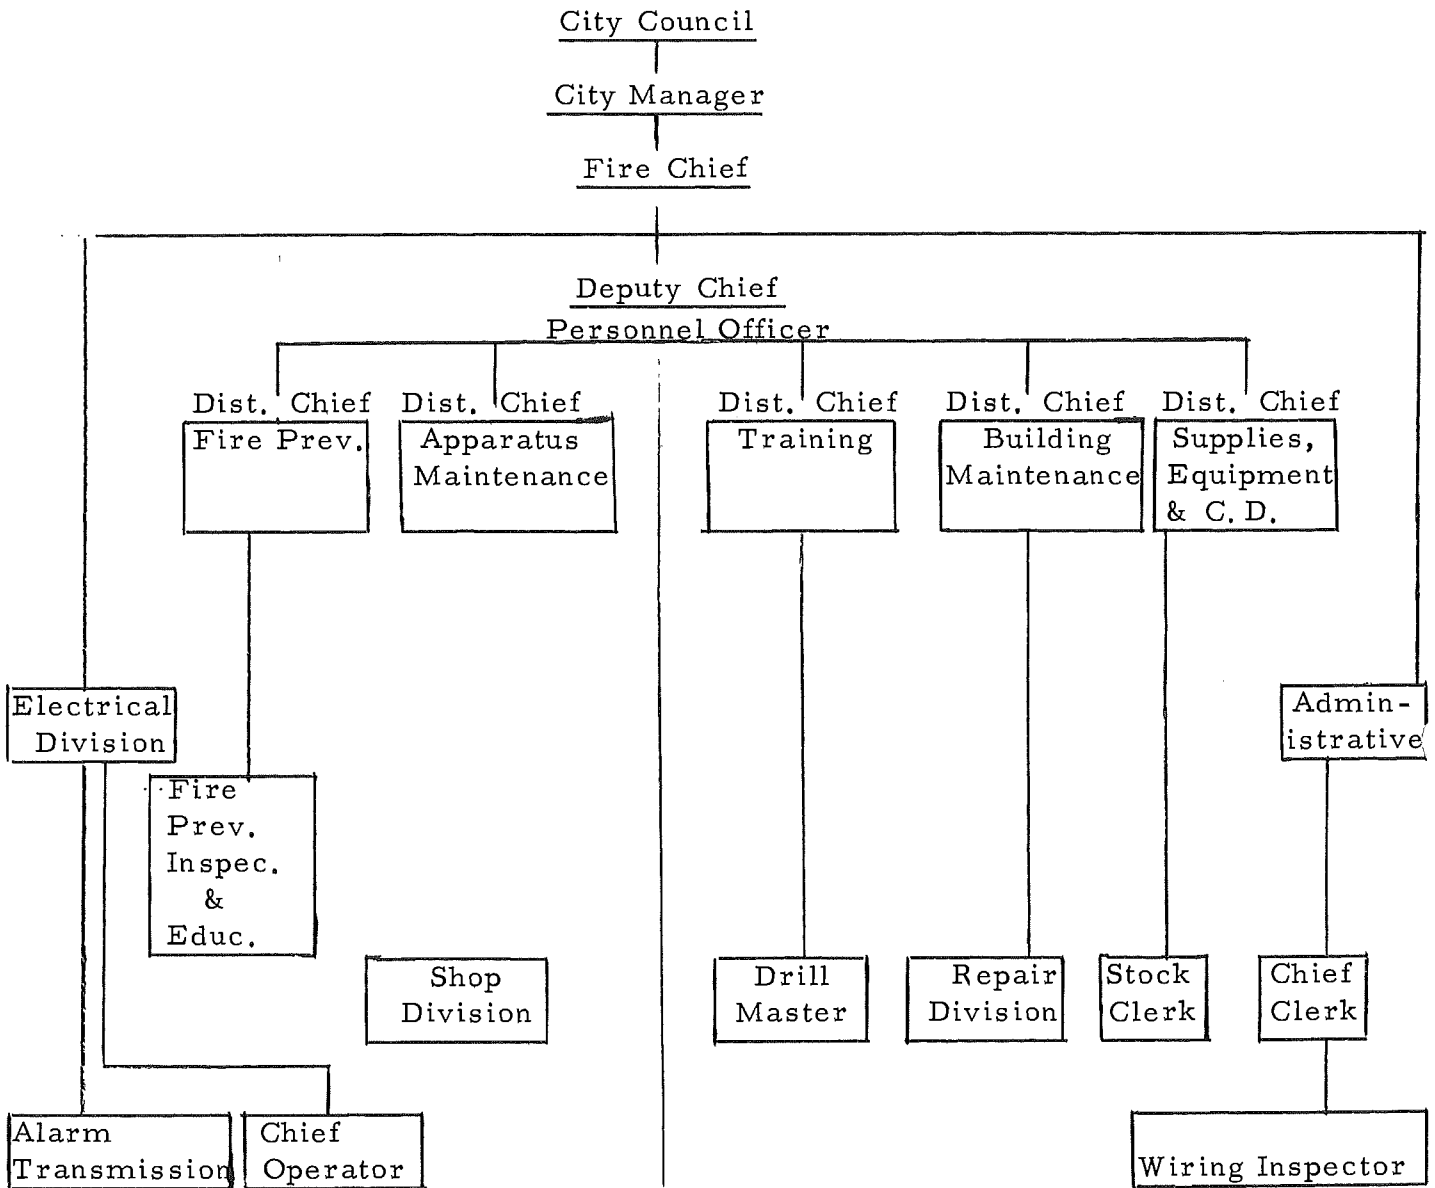 City Council
City Manager
Fire Chief
Deputy Chief
Personnel Officer
Dist. Chief
Fire Prev.
Dist. Chief
Apparatus
Maintenance
Dist. Chief
Training
Dist. Chief
Building
Maintenance
Dist. Chief
Supplies,
Equipment
& C. D.
Electrical
Division
Admin-
istrative
Fire
Prev.
Inspec.
&
Educ.
Shop
Division
Drill
Master
Repair
Division
Stock
Clerk
Chief
Clerk
Alarm
Transmission
Chief
Operator
Wiring Inspector